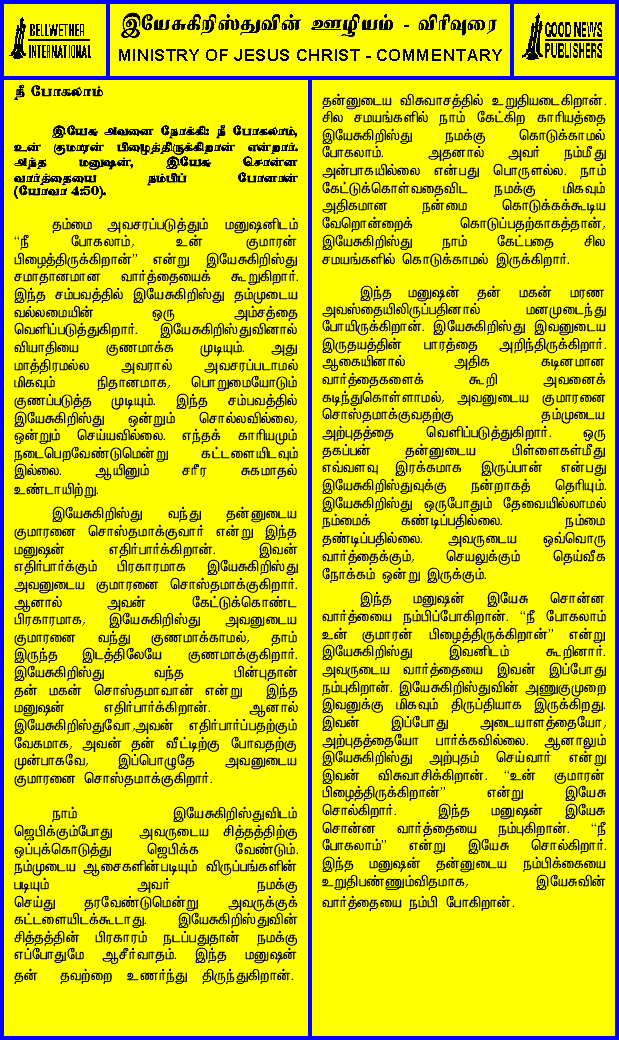 BELLWETHER
INTERNATIONAL
இயேசுகிறிஸ்துவின் ஊழியம் - விரிவுரை
MINISTRY OF JESUS CHRIST - COMMENTARY
GOOD NEWS
PUBLISHERS
நீ போகலாம்
இயேசு அவனை நோக்கி: நீ போகலாம்,
உன் குமாரன் பிழைத்திருக்கிறான் என்றார்.
அந்த மனுஷன், இயேசு சொன்ன
வார்த்தையை நம்பிப் போனான்
(யோவா 4:50).
தம்மை அவசரப்படுத்தும் மனுஷனிடம்
“நீ போகலாம், உன் குமாரன்
பிழைத்திருக்கிறான்” என்று இயேசுகிறிஸ்து
சமாதானமான வார்த்தையைக் கூறுகிறார்.
இந்த சம்பவத்தில் இயேசுகிறிஸ்து தம்முடைய
வல்லமையின் ஒரு அம்சத்தை
வெளிப்படுத்துகிறார். இயேசுகிறிஸ்துவினால்
வியாதியை குணமாக்க முடியும். அது
மாத்திரமல்ல அவரால் அவசரப்படாமல்
மிகவும் நிதானமாக, பொறுமையோடும்
குணப்படுத்த முடியும். இந்த சம்பவத்தில்
இயேசுகிறிஸ்து ஒன்றும் சொல்லவில்லை,
ஒன்றும் செய்யவில்லை. எந்தக் காரியமும்
நடைபெறவேண்டுமென்று கட்டளையிடவும்
இல்லை. ஆயினும் சரீர சுகமாதல்
உண்டாயிற்று.
இயேசுகிறிஸ்து வந்து தன்னுடைய
குமாரனை சொஸ்தமாக்குவார் என்று இந்த
மனுஷன் எதிர்பார்க்கிறான். இவன்
எதிர்பார்க்கும் பிரகாரமாக இயேசுகிறிஸ்து
அவனுடைய குமாரனை சொஸ்தமாக்குகிறார்.
ஆனால் அவன் கேட்டுக்கொண்ட
பிரகாரமாக, இயேசுகிறிஸ்து அவனுடைய
குமாரனை வந்து குணமாக்காமல், தாம்
இருந்த இடத்திலேயே குணமாக்குகிறார்.
இயேசுகிறிஸ்து வந்த பின்புதான்
தன் மகன் சொஸ்தமாவான் என்று இந்த
மனுஷன் எதிர்பார்க்கிறான். ஆனால்
இயேசுகிறிஸ்துவோ,அவன் எதிர்பார்ப்பதற்கும்
வேகமாக, அவன் தன் வீட்டிற்கு போவதற்கு
முன்பாகவே, இப்பொழுதே அவனுடைய
குமாரனை சொஸ்தமாக்குகிறார்.
நாம் இயேசுகிறிஸ்துவிடம்
ஜெபிக்கும்போது அவருடைய சித்தத்திற்கு
ஒப்புக்கொடுத்து ஜெபிக்க வேண்டும்.
நம்முடைய ஆசைகளின்படியும் விருப்பங்களின்
படியும் அவர் நமக்கு
செய்து தரவேண்டுமென்று அவருக்குக்
கட்டளையிடக்கூடாது. இயேசுகிறிஸ்துவின்
சித்தத்தின் பிரகாரம் நடப்பதுதான் நமக்கு
எப்போதுமே ஆசீர்வாதம். இந்த மனுஷன்
தன் தவற்றை உணர்ந்து திருந்துகிறான்.
தன்னுடைய விசுவாசத்தில் உறுதியடைகிறான்.
சில சமயங்களில் நாம் கேட்கிற காரியத்தை
இயேசுகிறிஸ்து நமக்கு கொடுக்காமல்
போகலாம். அதனால் அவர் நம்மீது
அன்பாகயில்லை என்பது பொருளல்ல. நாம்
கேட்டுக்கொள்வதைவிட நமக்கு மிகவும்
அதிகமான நன்மை கொடுக்கக்கூடிய
வேறொன்றைக் கொடுப்பதற்காகத்தான்,
இயேசுகிறிஸ்து நாம் கேட்பதை சில
சமயங்களில் கொடுக்காமல் இருக்கிறார்.
இந்த மனுஷன் தன் மகன் மரண
அவஸ்தையிலிருப்பதினால் மனமுடைந்து
போயிருக்கிறான். இயேசுகிறிஸ்து இவனுடைய
இருதயத்தின் பாரத்தை அறிந்திருக்கிறார்.
ஆகையினால் அதிக கடினமான
வார்த்தைகளைக் கூறி அவனைக்
கடிந்துகொள்ளாமல், அவனுடைய குமாரனை
சொஸ்தமாக்குவதற்கு தம்முடைய
அற்புதத்தை வெளிப்படுத்துகிறார். ஒரு
தகப்பன் தன்னுடைய பிள்ளைகள்மீது
எவ்வளவு இரக்கமாக இருப்பான் என்பது
இயேசுகிறிஸ்துவுக்கு நன்றாகத் தெரியும்.
இயேசுகிறிஸ்து ஒருபோதும் தேவையில்லாமல்
நம்மைக் கண்டிப்பதில்லை. நம்மை
தண்டிப்பதில்லை. அவருடைய ஒவ்வொரு
வார்த்தைக்கும், செயலுக்கும் தெய்வீக
நோக்கம் ஒன்று இருக்கும்.
இந்த மனுஷன் இயேசு சொன்ன
வார்த்தையை நம்பிப்போகிறான். “நீ போகலாம்
உன் குமாரன் பிழைத்திருக்கிறான்” என்று
இயேசுகிறிஸ்து இவனிடம் கூறினார்.
அவருடைய வார்த்தையை இவன் இப்போது
நம்புகிறான். இயேசுகிறிஸ்துவின் அணுகுமுறை
இவனுக்கு மிகவும் திருப்தியாக இருக்கிறது.
இவன் இப்போது அடையாளத்தையோ,
அற்புதத்தையோ பார்க்கவில்லை. ஆனாலும்
இயேசுகிறிஸ்து அற்புதம் செய்வார் என்று
இவன் விசுவாசிக்கிறான். “உன் குமாரன்
பிழைத்திருக்கிறான்” என்று இயேசு
சொல்கிறார். இந்த மனுஷன் இயேசு
சொன்ன வார்த்தையை நம்புகிறான். “நீ
போகலாம்” என்று இயேசு சொல்கிறார்.
இந்த மனுஷன் தன்னுடைய நம்பிக்கையை
உறுதிபண்ணும்விதமாக, இயேசுவின்
வார்த்தையை நம்பி போகிறான்.